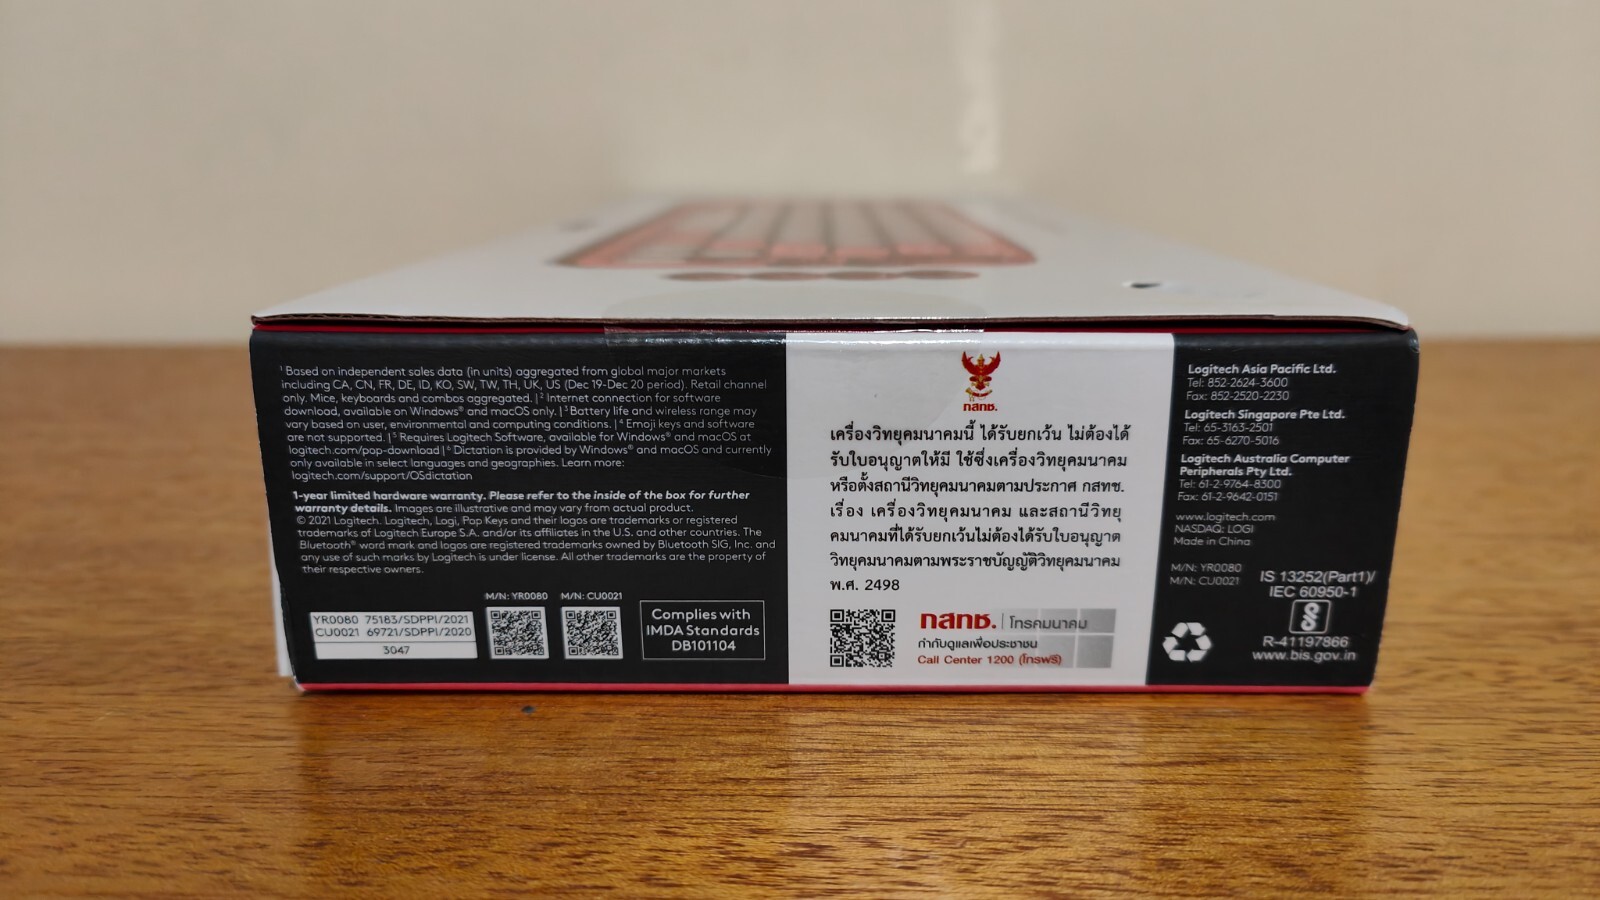 ¹ Based on independent sales data (in units) aggregated from global major markets
including CA, CN, FR, DE, ID, KO, SW, TW, TH, UK, US (Dec 19-Dec 20 period). Retail channel
only. Mice, keyboards and combos aggregated. | ² Internet connection for software
download, available on Windows® and macOS only. | ³ Battery life and wireless range may
vary based on user, environmental and computing conditions. | ⁴ Emoji keys and software
are not supported. | ⁵ Requires Logitech Software, available for Windows® and macOS at
logitech.com/pop-download | ⁶ Dictation is provided by Windows® and macOS and currently
only available in select languages and geographies. Learn more:
logitech.com/support/OSdictation
1-year limited hardware warranty. Please refer to the inside of the box for further
warranty details. Images are illustrative and may vary from actual product.
© 2021 Logitech. Logitech, Logi, Pop Keys and their logos are trademarks or registered
trademarks of Logitech Europe S.A. and/or its affiliates in the U.S. and other countries. The
Bluetooth® word mark and logos are registered trademarks owned by Bluetooth SIG, Inc. and
any use of such marks by Logitech is under license. All other trademarks are the property of
their respective owners.
YR0080 75183/SDPPI/2021
CU0021 69721/SDPPI/2020
3047
M/N: YR0080
M/N: CU0021
Complies with
IMDA Standards
DB101104
กสทช.
เครื่องวิทยุคมนาคมนี้ ได้รับยกเว้น ไม่ต้องได้
รับใบอนุญาตให้มี ใช้ซึ่งเครื่องวิทยุคมนาคม
หรือตั้งสถานีวิทยุคมนาคมตามประกาศ กสทช.
เรื่อง เครื่องวิทยุคมนาคม และสถานีวิทยุ
คมนาคมที่ได้รับยกเว้นไม่ต้องได้รับใบอนุญาต
วิทยุคมนาคมตามพระราชบัญญัติวิทยุคมนาคม
พ.ศ. 2498
กสทช. | โทรคมนาคม
กำกับดูแลเพื่อประชาชน
Call Center 1200 (โทรฟรี)
Logitech Asia Pacific Ltd.
Tel: 852-2624-3600
Fax: 852-2520-2230
Logitech Singapore Pte Ltd.
Tel: 65-3163-2501
Fax: 65-6270-5016
Logitech Australia Computer
Peripherals Pty Ltd.
Tel: 61-2-9764-8300
Fax: 61-2-9642-0151
www.logitech.com
NASDAQ: LOGI
Made in China
M/N: YR0080
M/N: CU0021
IS 13252(Part1)/
IEC 60950-1
R-41197866
www.bis.gov.in